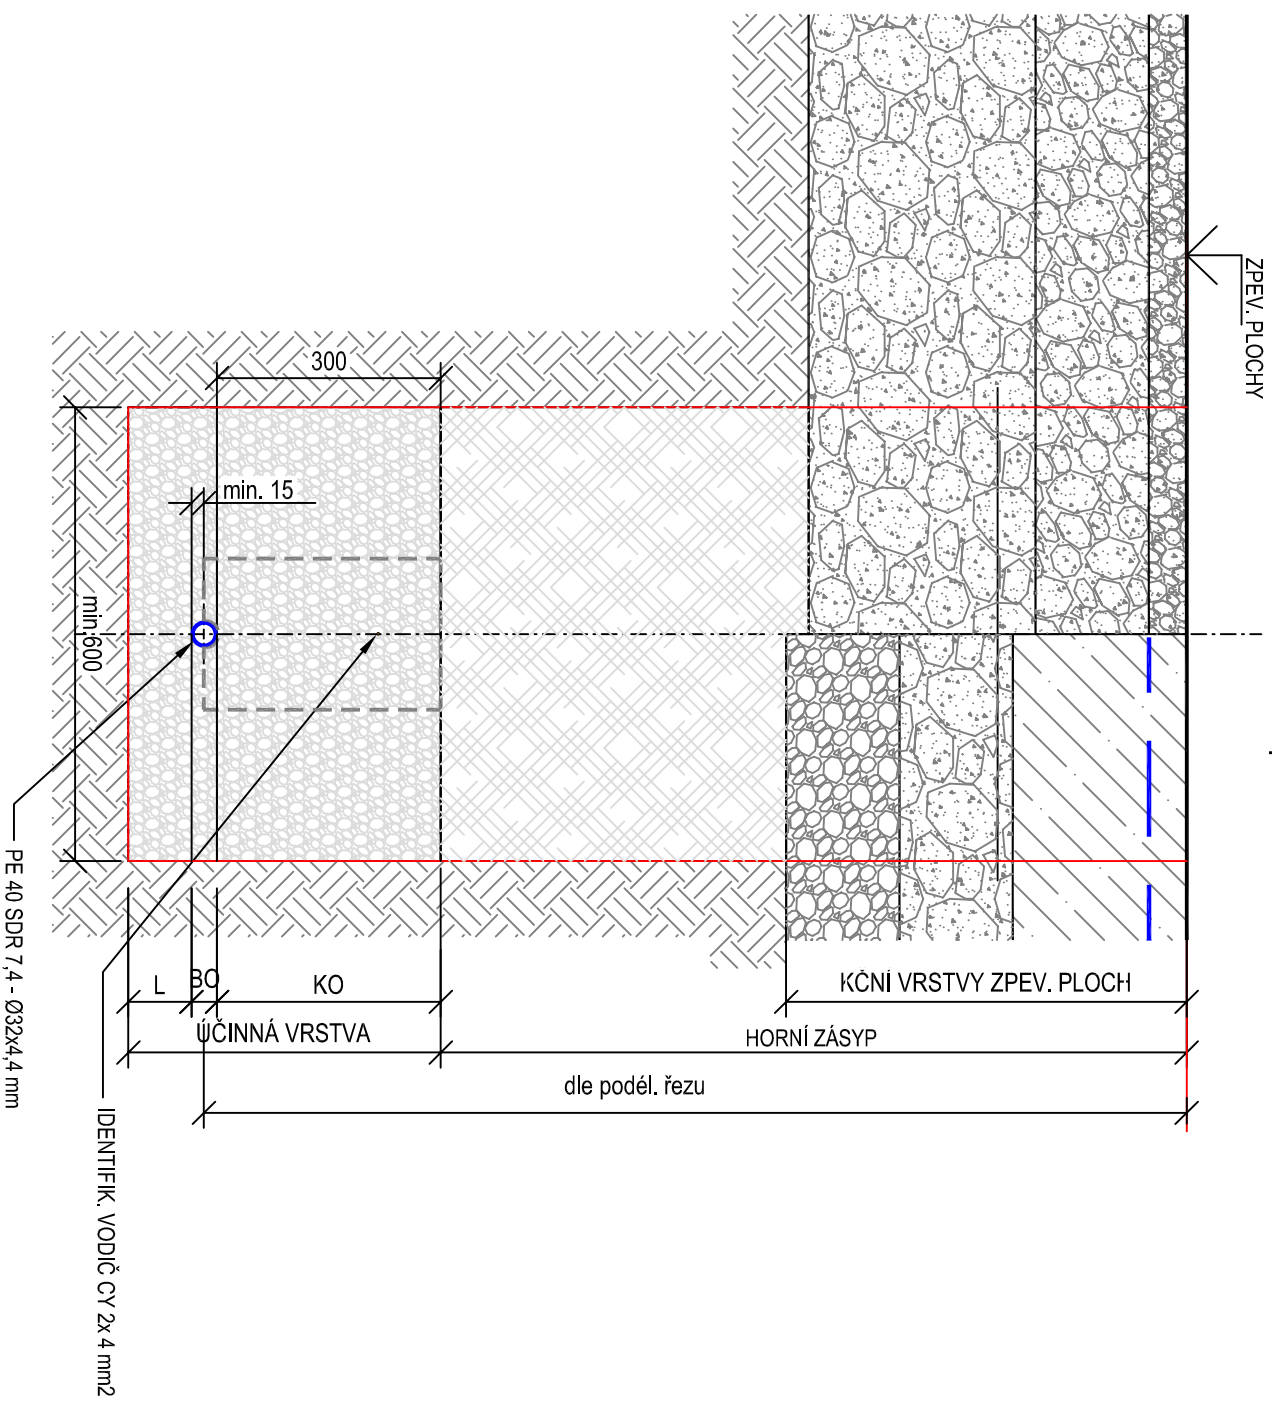 ZPEV. PLOCHY
300
min. 15
min.600
L
BO
KO
KČNÍ VRSTVY ZPEV. PLOCH
ÚČINNÁ VRSTVA
HORNÍ ZÁSYP
dle podél. řezu
PE 40 SDR 7,4 - Ø32x4,4 mm
IDENTIFIK. VODIČ CY 2x 4 mm2